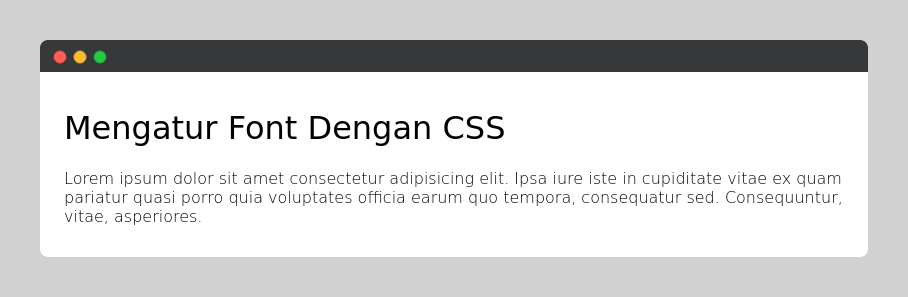 Mengatur Font Dengan CSS
Lorem ipsum dolor sit amet consectetur adipisicing elit. Ipsa iure iste in cupiditate vitae ex quam
pariatur quasi porro quia voluptates officia earum quo tempora, consequatur sed. Consequuntur,
vitae, asperiores.